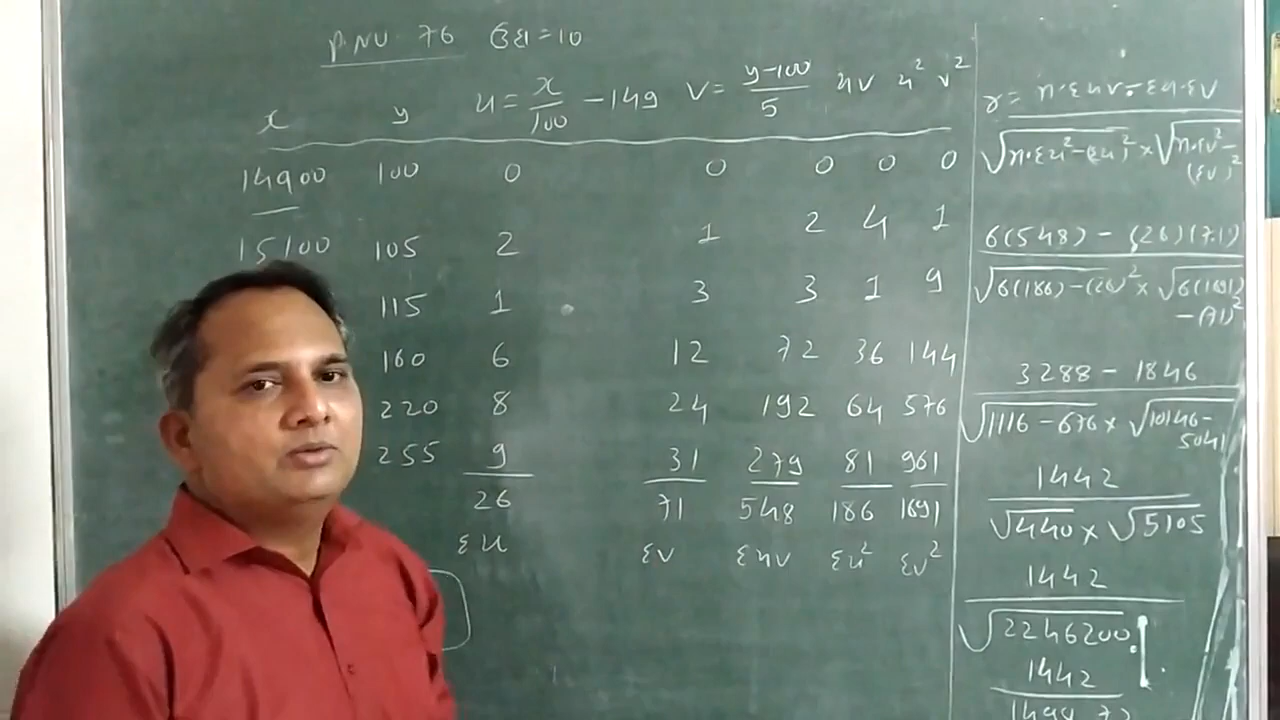 P.NU 76 Ex=10
x y u = x/100 - 149 v = y-100/5 uv u² v²
14900 100 0 0 0 0 0
15100 105 2 1 2 4 1
115 1 3 3 1 9
160 6 12 72 36 144
220 8 24 192 64 576
255 9 31 279 81 961
26 71 548 186 1691
Σu Σv Σuv Σu² Σv²
r = n·Σuv - Σu·Σv
√n·Σu²-(Σu)² × √n·Σv²-
(Σv)²
6(548) - (26)(71)
√6(186)-(26)² × √6(1691)
-(71)²
3288 - 1846
√1116-676 × √10146-
5041
1442
√440 × √5105
1442
√2246200
1442
1498.72